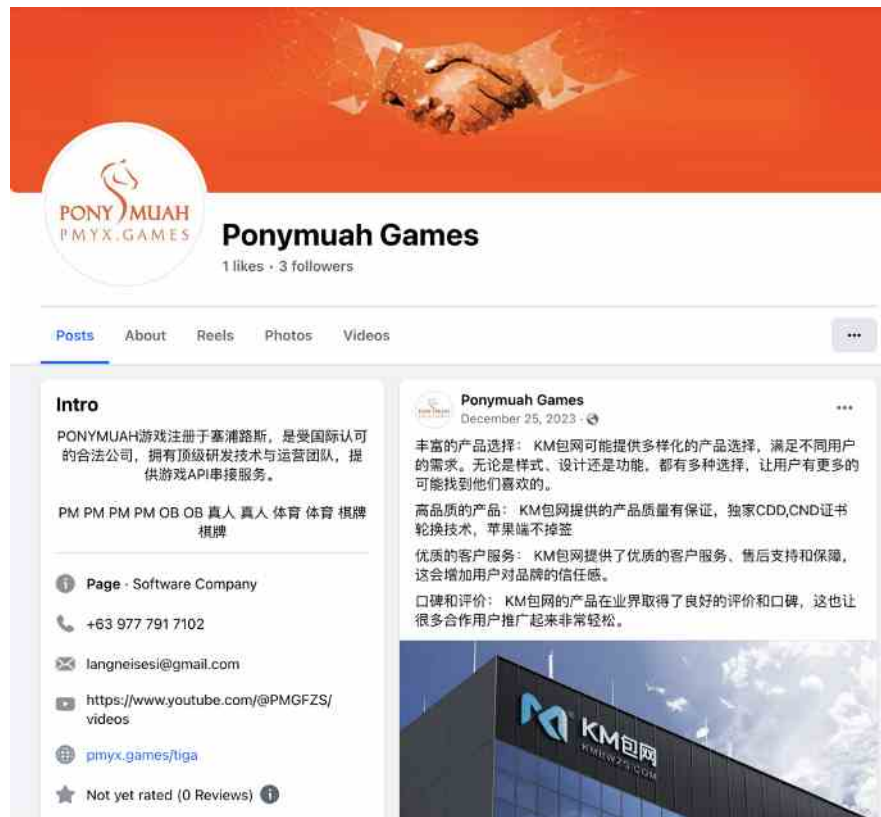 PONY MUAH
PMYX.GAMES
Ponymuah Games
1 likes · 3 followers
Posts
About
Reels
Photos
Videos
Intro
PONYMUAH游戏注册于塞浦路斯，是受国际认可
的合法公司，拥有顶级研发技术与运营团队，提
供游戏API串接服务。
PM PM PM PM OB OB 真人 真人 体育 体育 棋牌
棋牌
Page · Software Company
+63 977 791 7102
langneisesi@gmail.com
https://www.youtube.com/@PMGFZS/
videos
pmyx.games/tiga
Not yet rated (0 Reviews)
Ponymuah Games
December 25, 2023 ·
丰富的产品选择： KM包网可能提供多样化的产品选择，满足不同用户
的需求。无论是样式、设计还是功能，都有多种选择，让用户有更多的
可能找到他们喜欢的。
高品质的产品： KM包网提供的产品质量有保证，独家CDD,CND证书
轮换技术，苹果端不掉签
优质的客户服务： KM包网提供了优质的客户服务、售后支持和保障，
这会增加用户对品牌的信任感。
口碑和评价： KM包网的产品在业界取得了良好的评价和口碑，这也让
很多合作用户推广起来非常轻松。
KM包网